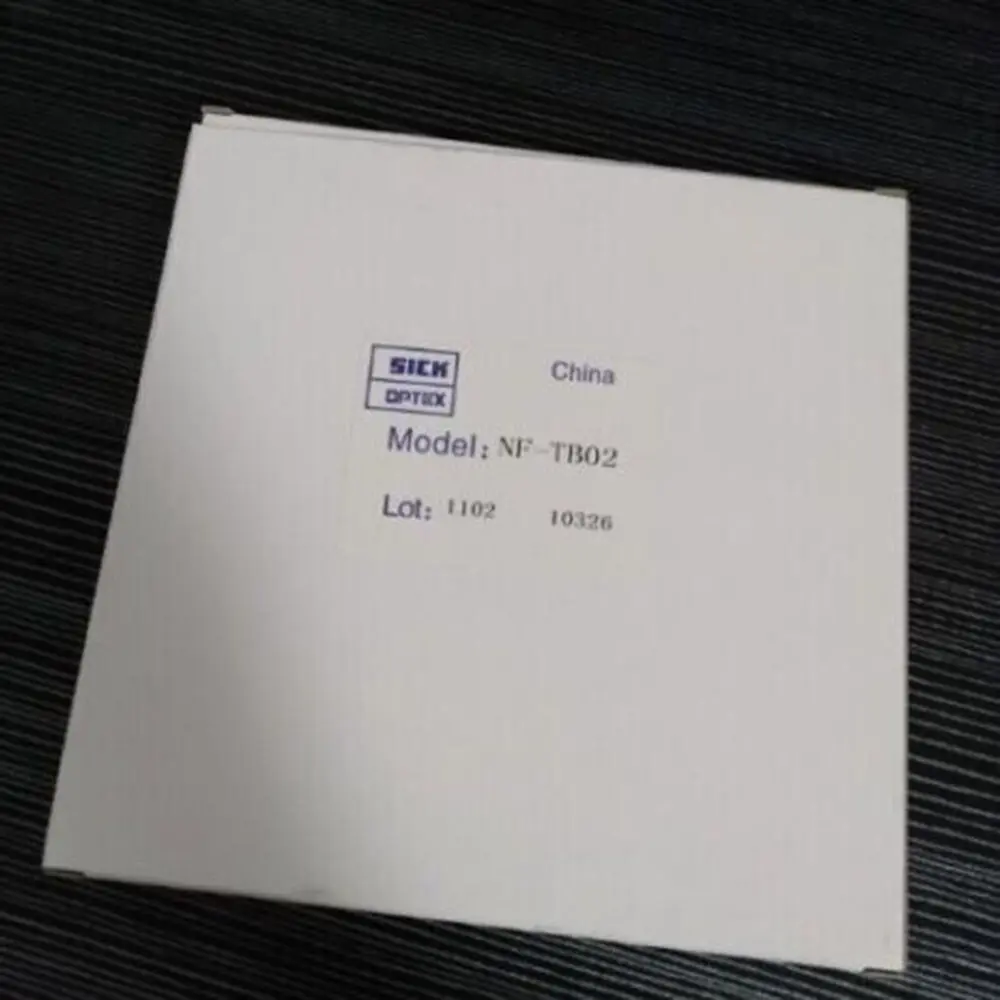 SICK China
OPTEX
Model: NF-TB02
Lot: 1102 10326